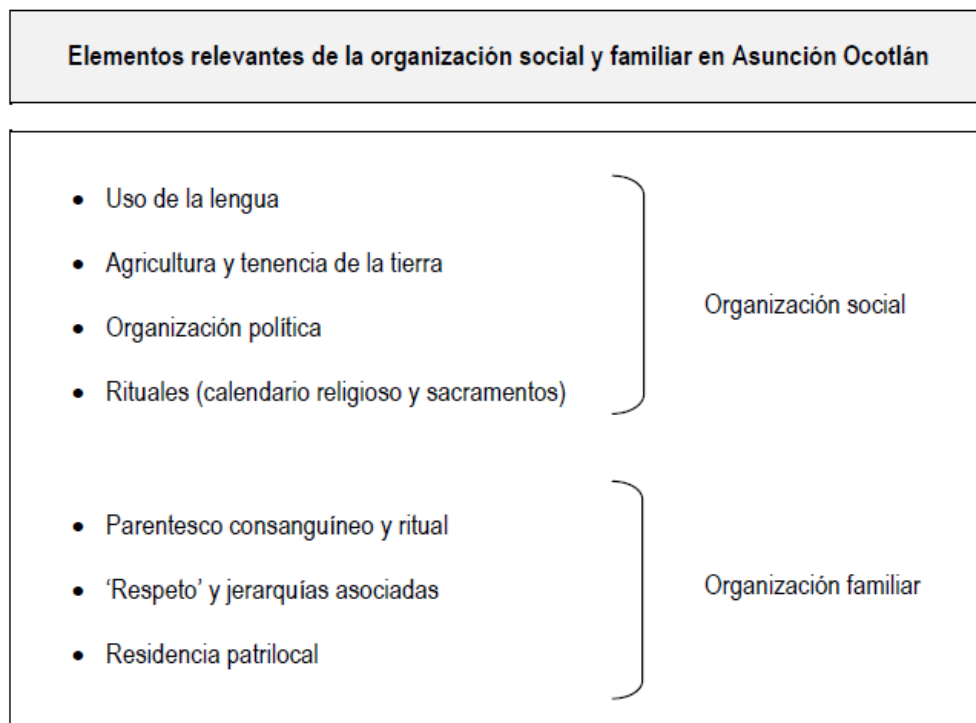 Elementos relevantes de la organización social y familiar en Asunción Ocotlán
• Uso de la lengua
• Agricultura y tenencia de la tierra
• Organización política
• Rituales (calendario religioso y sacramentos)
Organización social
• Parentesco consanguíneo y ritual
• ‘Respeto’ y jerarquías asociadas
• Residencia patrilocal
Organización familiar